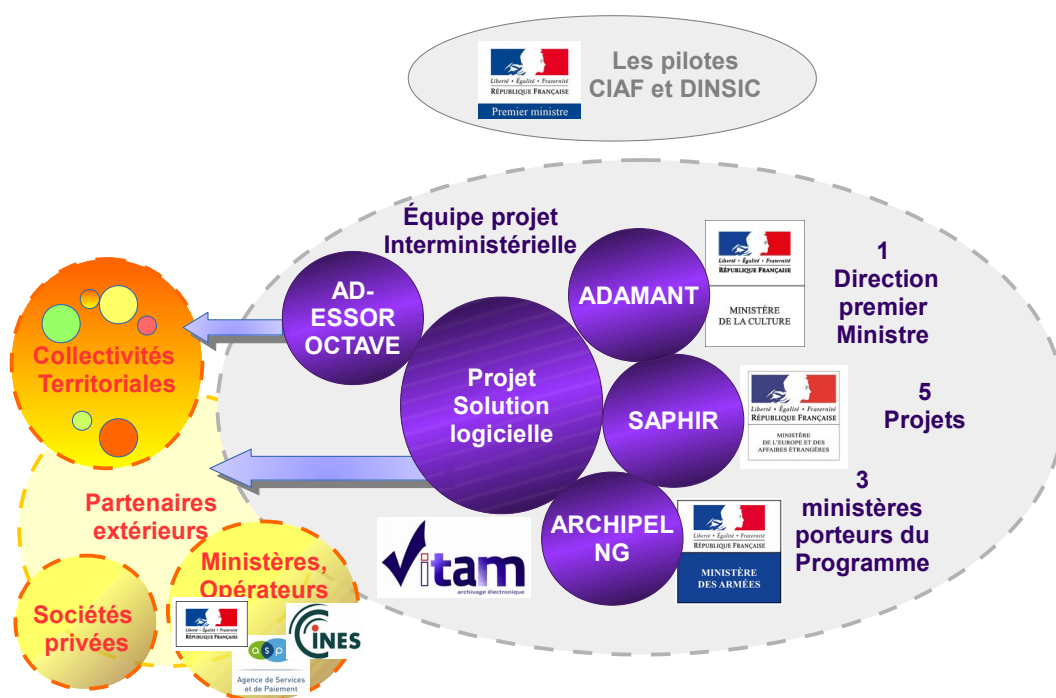 Liberté • Égalité • Fraternité
RÉPUBLIQUE FRANÇAISE
Premier ministre
Les pilotes
CIAF et DINSIC
Équipe projet
Interministérielle
AD-
ESSOR
OCTAVE
ADAMANT
Liberté • Égalité • Fraternité
RÉPUBLIQUE FRANÇAISE
MINISTÈRE
DE LA CULTURE
1
Direction
premier
Ministre
Collectivités
Territoriales
Projet
Solution
logicielle
SAPHIR
Liberté • Égalité • Fraternité
RÉPUBLIQUE FRANÇAISE
MINISTÈRE
DE L'EUROPE ET DES
AFFAIRES ÉTRANGÈRES
5
Projets
Partenaires
extérieurs
Vitam
archivage électronique
ARCHIPEL
NG
Liberté • Égalité • Fraternité
RÉPUBLIQUE FRANÇAISE
MINISTÈRE
DES ARMÉES
3
ministères
porteurs du
Programme
Ministères,
Opérateurs
Sociétés
privées
Liberté • Égalité • Fraternité
RÉPUBLIQUE FRANÇAISE
CINES
asp
Agence de Services
et de Paiement